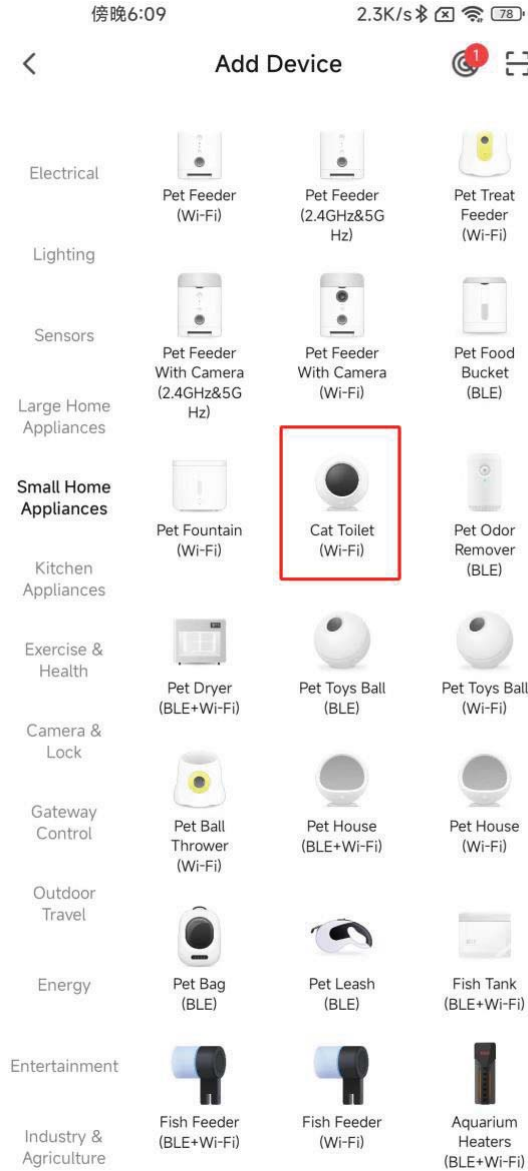 傍晚6:09
2.3K/s
78
Add Device
1
Electrical
Lighting
Sensors
Large Home
Appliances
Small Home
Appliances
Kitchen
Appliances
Exercise &
Health
Camera &
Lock
Gateway
Control
Outdoor
Travel
Energy
Entertainment
Industry &
Agriculture
Pet Feeder
(Wi-Fi)
Pet Feeder
(2.4GHz&5G
Hz)
Pet Treat
Feeder
(Wi-Fi)
Pet Feeder
With Camera
(2.4GHz&5G
Hz)
Pet Feeder
With Camera
(Wi-Fi)
Pet Food
Bucket
(BLE)
Pet Fountain
(Wi-Fi)
Cat Toilet
(Wi-Fi)
Pet Odor
Remover
(BLE)
Pet Dryer
(BLE+Wi-Fi)
Pet Toys Ball
(BLE)
Pet Toys Ball
(Wi-Fi)
Pet Ball
Thrower
(Wi-Fi)
Pet House
(BLE+Wi-Fi)
Pet House
(Wi-Fi)
Pet Bag
(BLE)
Pet Leash
(BLE)
Fish Tank
(BLE+Wi-Fi)
Fish Feeder
(BLE+Wi-Fi)
Fish Feeder
(Wi-Fi)
Aquarium
Heaters
(BLE+Wi-Fi)